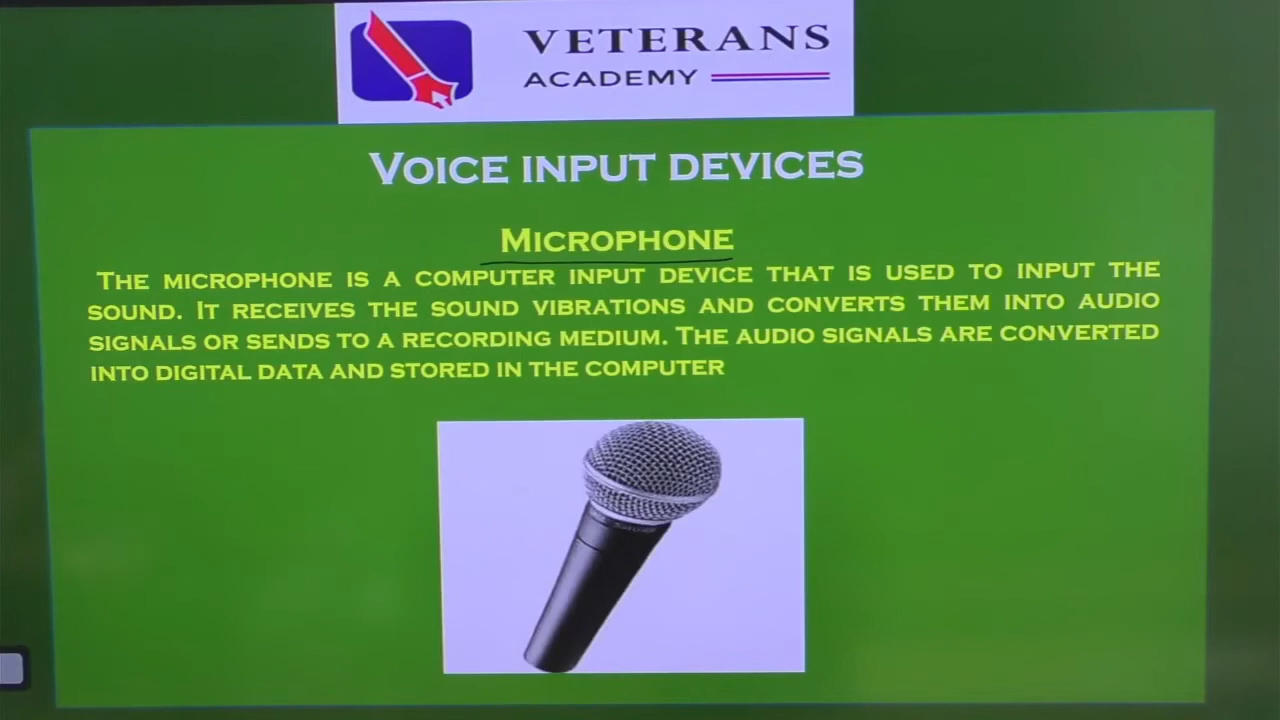 VETERANS
ACADEMY
VOICE INPUT DEVICES
MICROPHONE
THE MICROPHONE IS A COMPUTER INPUT DEVICE THAT IS USED TO INPUT THE
SOUND. IT RECEIVES THE SOUND VIBRATIONS AND CONVERTS THEM INTO AUDIO
SIGNALS OR SENDS TO A RECORDING MEDIUM. THE AUDIO SIGNALS ARE CONVERTED
INTO DIGITAL DATA AND STORED IN THE COMPUTER